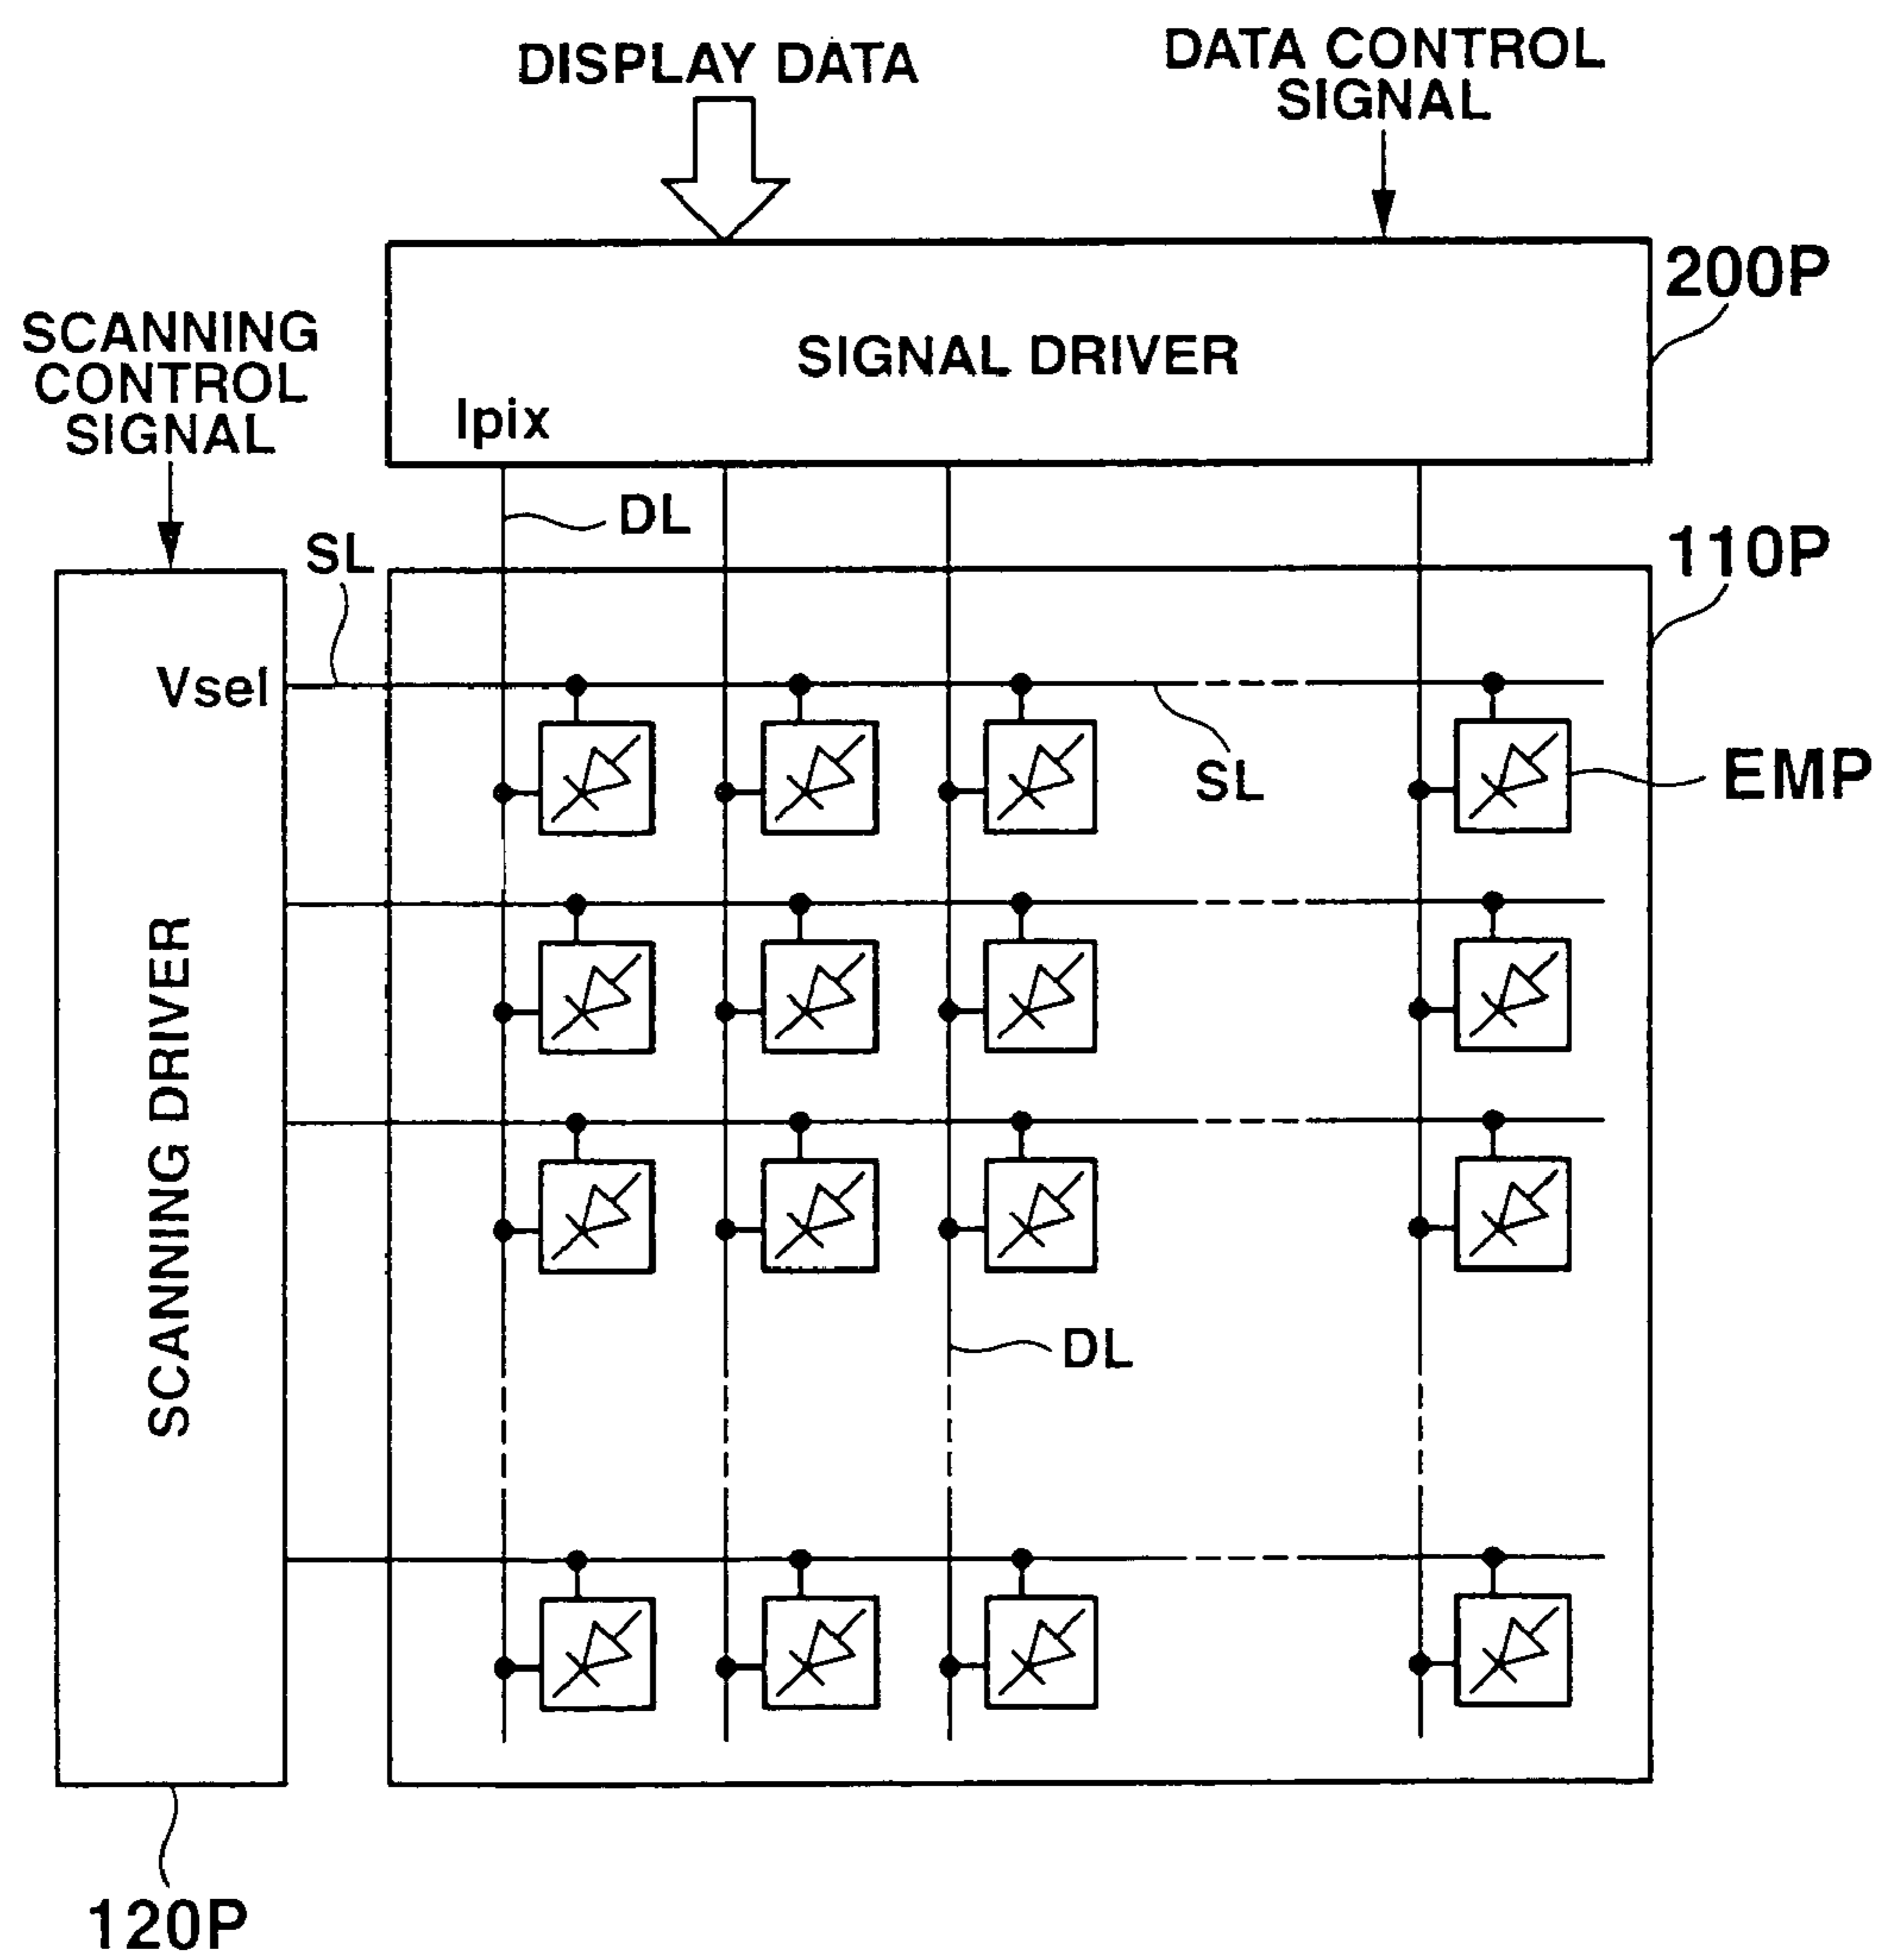 DISPLAY DATA
DATA CONTROL
SIGNAL
200P
SCANNING
CONTROL
SIGNAL
SIGNAL DRIVER
Ipix
DL
SL
110P
Vsel
SL
EMP
SCANNING DRIVER
DL
120P